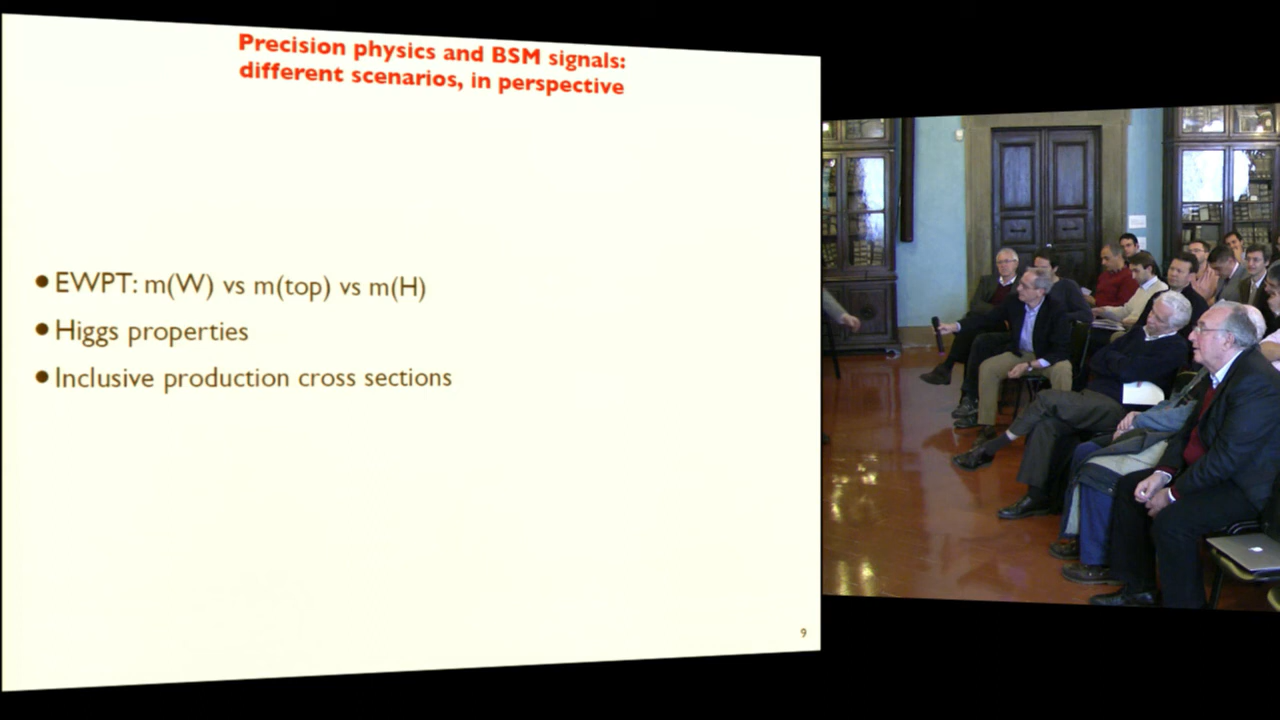 Precision physics and BSM signals:
different scenarios, in perspective
• EWPT: m(W) vs m(top) vs m(H)
• Higgs properties
• Inclusive production cross sections
9